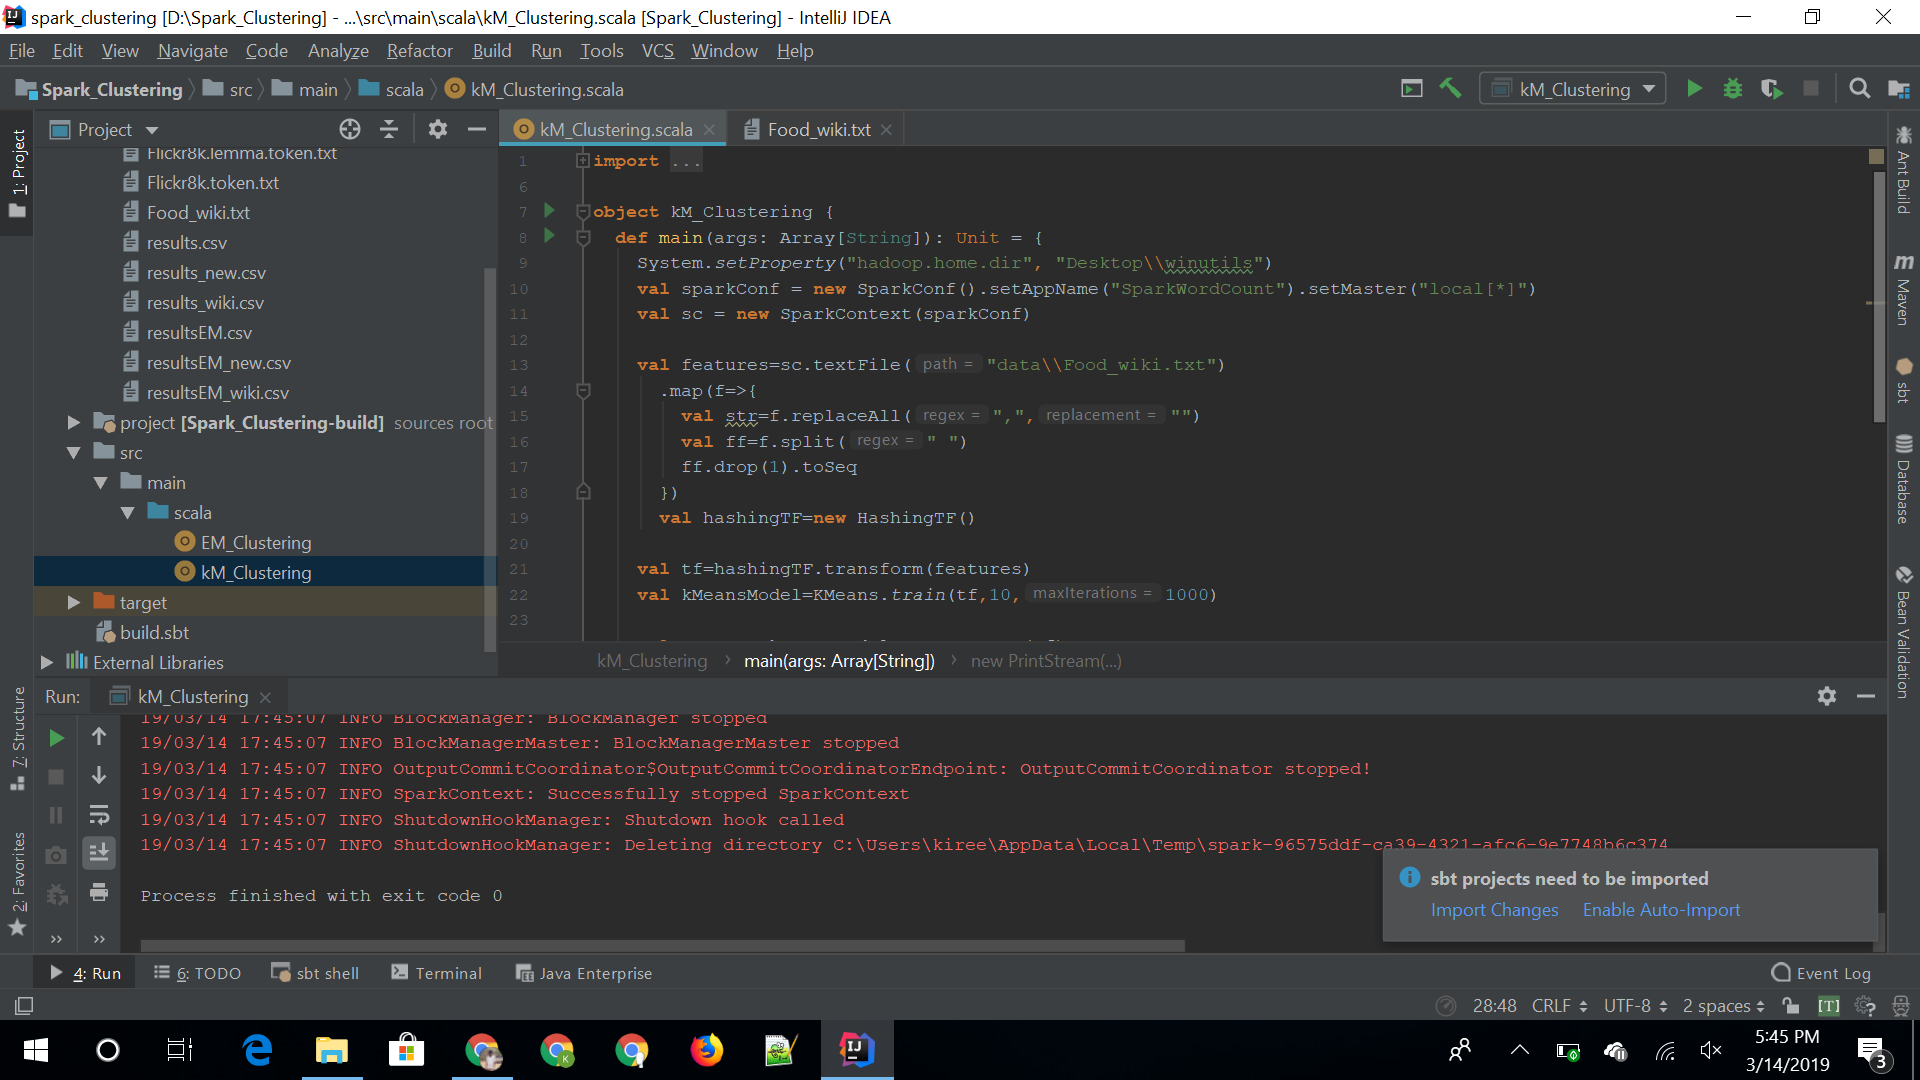 spark_clustering [D:\Spark_Clustering] - ...\src\main\scala\kM_Clustering.scala [Spark_Clustering] - IntelliJ IDEA
File Edit View Navigate Code Analyze Refactor Build Run Tools VCS Window Help
Spark_Clustering src main scala kM_Clustering.scala kM_Clustering
1: Project
Project
Flickr8k.lemma.token.txt
Flickr8k.token.txt
Food_wiki.txt
results.csv
results_new.csv
results_wiki.csv
resultsEM.csv
resultsEM_new.csv
resultsEM_wiki.csv
project [Spark_Clustering-build] sources root
src
main
scala
EM_Clustering
kM_Clustering
target
build.sbt
External Libraries
kM_Clustering.scala Food_wiki.txt
1 import ...
6
7 object kM_Clustering {
8 def main(args: Array[String]): Unit = {
9 System.setProperty("hadoop.home.dir", "Desktop\\winutils")
10 val sparkConf = new SparkConf().setAppName("SparkWordCount").setMaster("local[*]")
11 val sc = new SparkContext(sparkConf)
12
13 val features=sc.textFile( path = "data\\Food_wiki.txt")
14 .map(f=>{
15 val str=f.replaceAll( regex = ",", replacement = "")
16 val ff=f.split( regex = " ")
17 ff.drop(1).toSeq
18 })
19 val hashingTF=new HashingTF()
20
21 val tf=hashingTF.transform(features)
22 val kMeansModel=KMeans.train(tf,10, maxIterations = 1000)
23
kM_Clustering › main(args: Array[String]) › new PrintStream(...)
Ant Build
Maven
sbt
Database
Bean Validation
7: Structure
2: Favorites
Run: kM_Clustering
19/03/14 17:45:07 INFO BlockManager: BlockManager stopped
19/03/14 17:45:07 INFO BlockManagerMaster: BlockManagerMaster stopped
19/03/14 17:45:07 INFO OutputCommitCoordinator$OutputCommitCoordinatorEndpoint: OutputCommitCoordinator stopped!
19/03/14 17:45:07 INFO SparkContext: Successfully stopped SparkContext
19/03/14 17:45:07 INFO ShutdownHookManager: Shutdown hook called
19/03/14 17:45:07 INFO ShutdownHookManager: Deleting directory C:\Users\kiree\AppData\Local\Temp\spark-96575ddf-ca39-4321-afc6-9e7748b6c374
Process finished with exit code 0
sbt projects need to be imported
Import Changes Enable Auto-Import
4: Run 6: TODO sbt shell Terminal Java Enterprise Event Log
28:48 CRLF UTF-8 2 spaces [T]
5:45 PM
3/14/2019
3